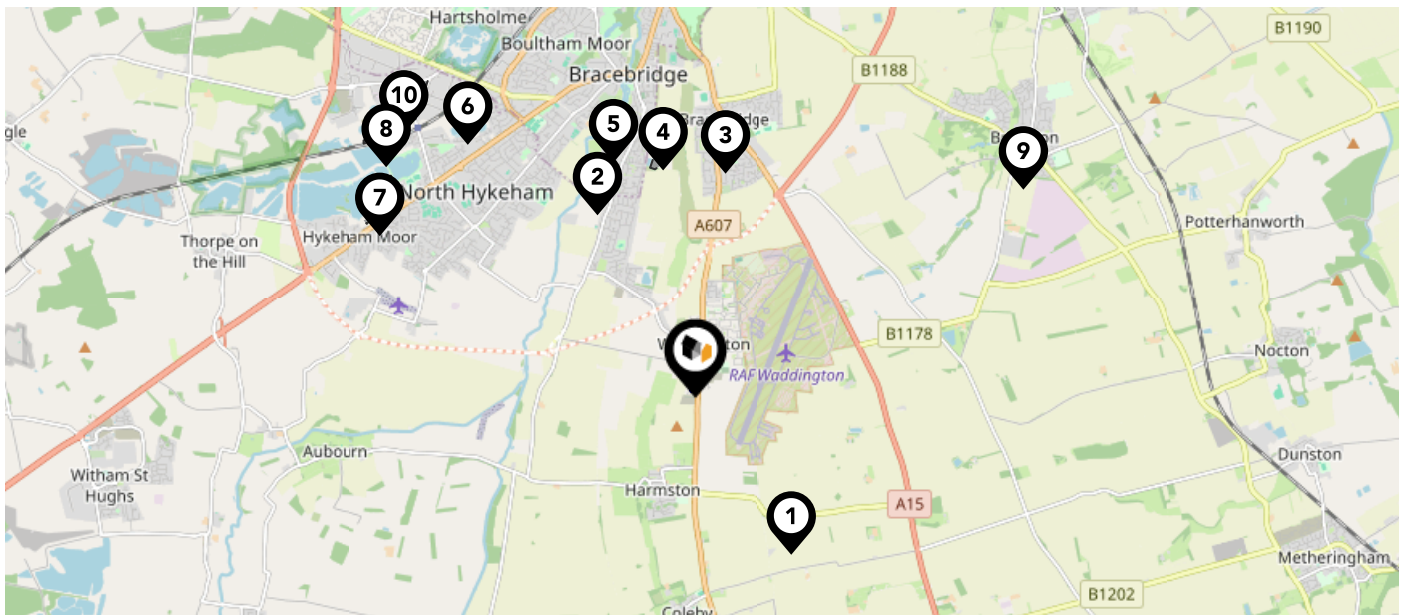 Hartsholme
B1190
Boultham Moor
Bracebridge
B1188
10
6
gle
8
5
4
3
9
2
7
North Hykeham
A607
Potterhanworth
Hykeham Moor
Thorpe on
the Hill
B1178
Nocton
RAF Waddington
Aubourn
Dunston
Witham St
Hughs
Harmston
A15
1
Metheringham
B1202
Coleby